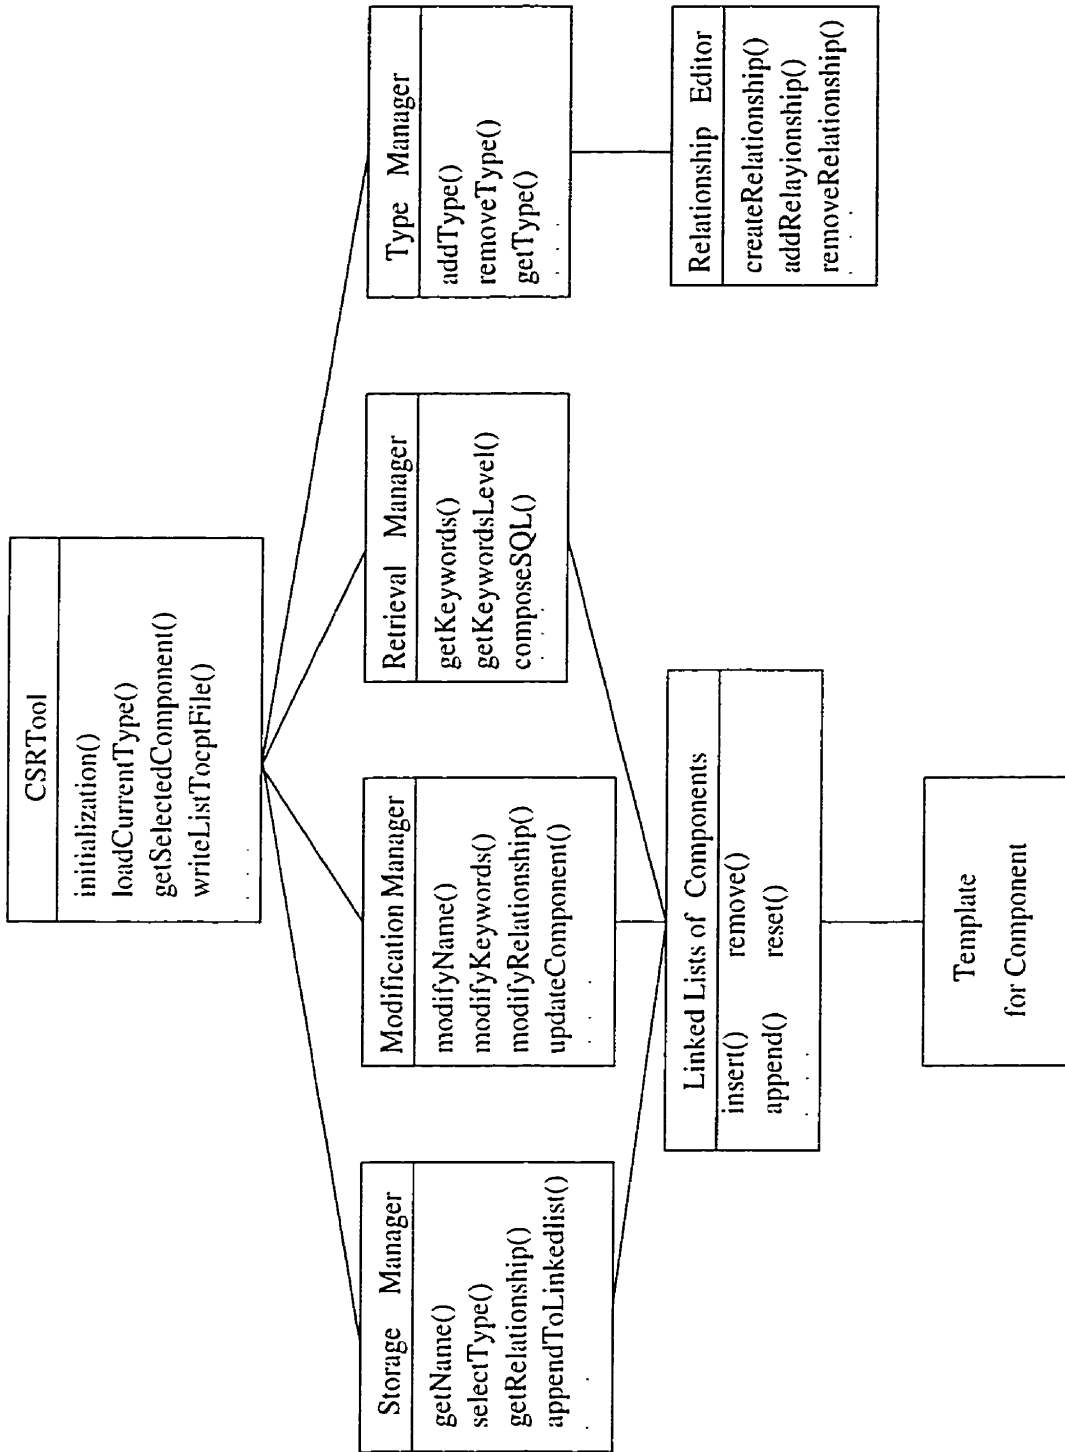 CSRTool
initialization()
loadCurrentType()
getSelectedComponent()
writeListTocptFile()
. . .
Storage Manager
getName()
selectType()
getRelationship()
appendToLinkedlist()
. . .
Modification Manager
modifyName()
modifyKeywords()
modifyRelationship()
updateComponent()
. . .
Retrieval Manager
getKeywords()
getKeywordsLevel()
composeSQL()
. . .
Type Manager
addType()
removeType()
getType()
. . .
Linked Lists of Components
insert() remove()
append() reset()
. . .
Relationship Editor
createRelationship()
addRelayionship()
removeRelationship()
. . .
Template
for Component